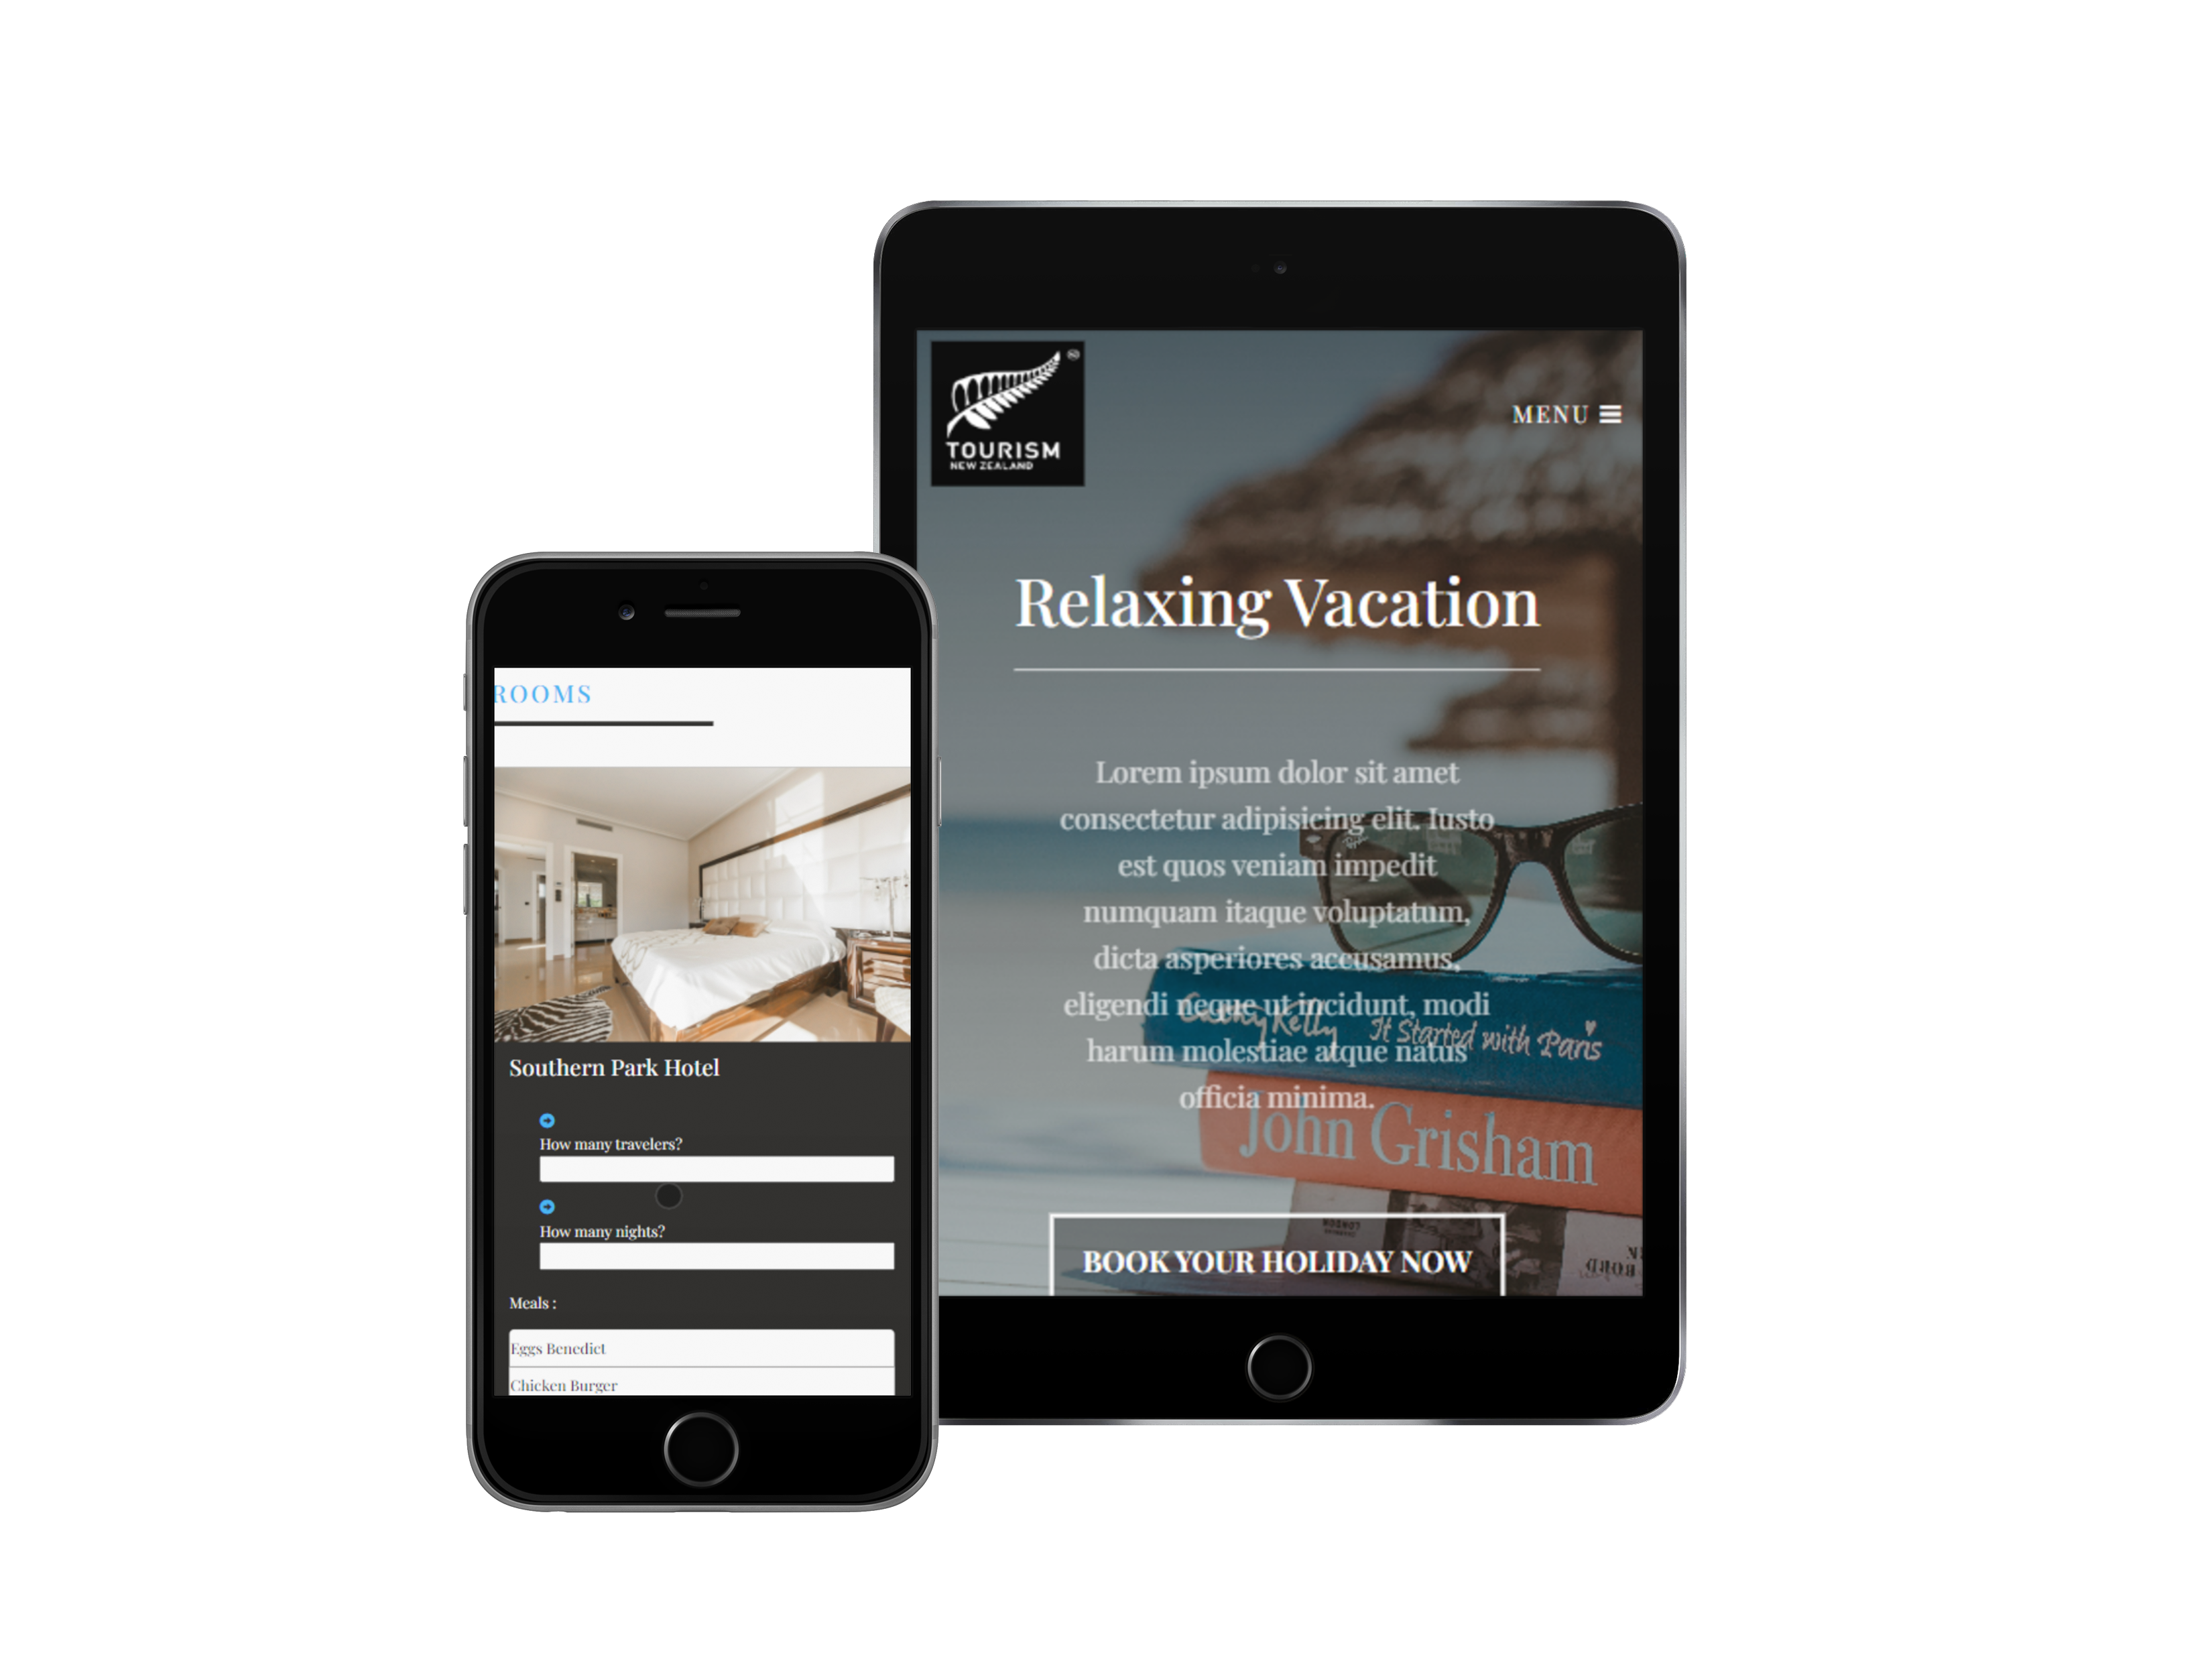 TOURISM
NEW ZEALAND
MENU
Relaxing Vacation
Lorem ipsum dolor sit amet
consectetur adipisicing elit. Iusto
est quos veniam impedit
numquam itaque voluptatum,
dicta asperiores accusamus,
eligendi neque ut incidunt, modi
harum molestiae atque natus
officia minima.
Cathy Kelly It Started with Paris
John Grisham
BOOK YOUR HOLIDAY NOW
ROOMS
Southern Park Hotel
How many travelers?
How many nights?
Meals :
Eggs Benedict
Chicken Burger